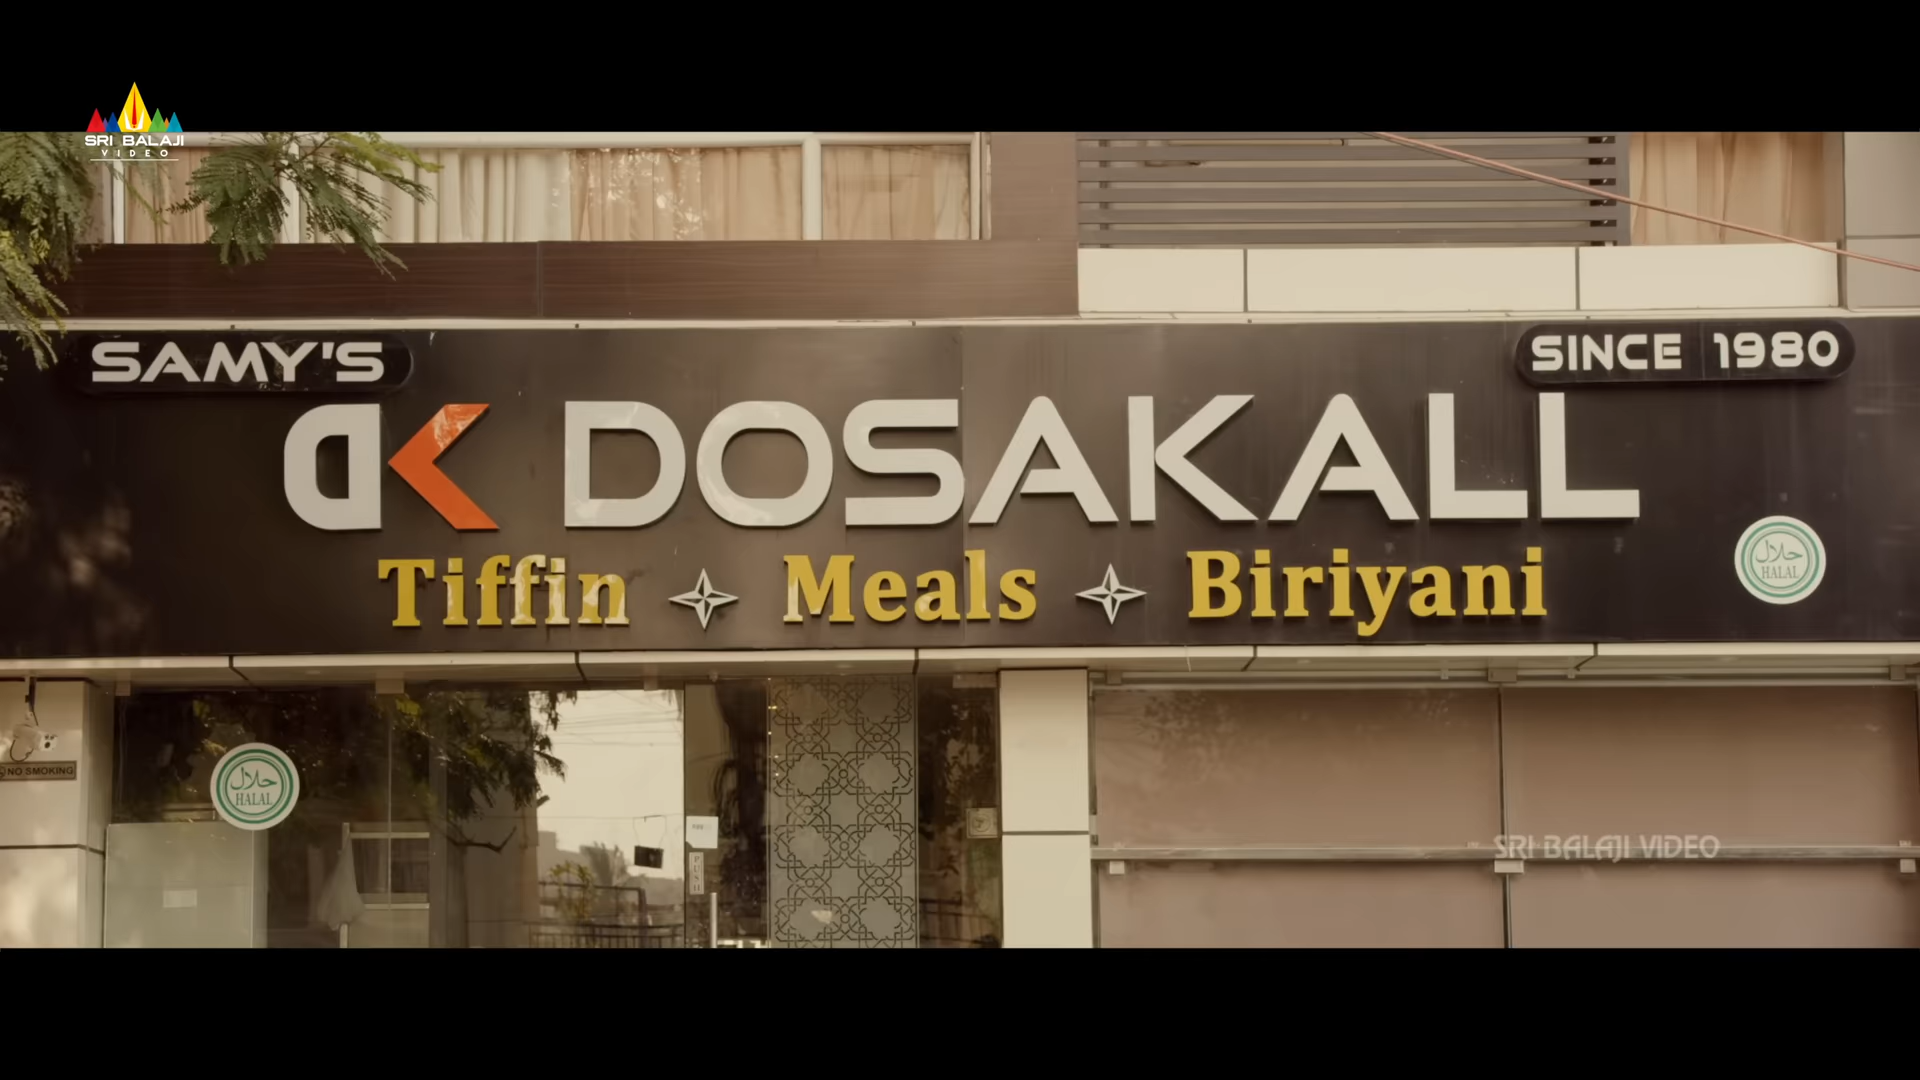 SRI BALAJI
VIDEO
SAMY'S
SINCE 1980
DK DOSAKALL
Tiffin Meals Biriyani
حلال
HALAL
NO SMOKING
حلال
HALAL
PUSH
SRI BALAJI VIDEO